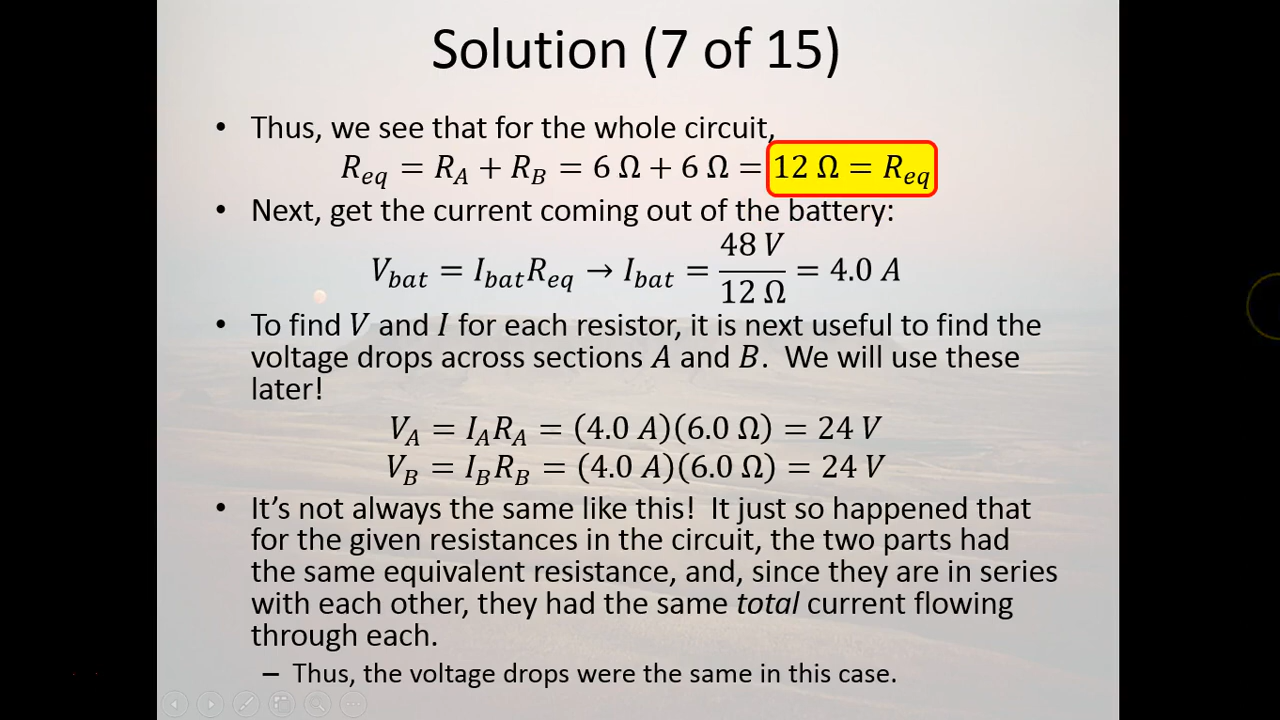 Solution (7 of 15)
• Thus, we see that for the whole circuit,
R_eq = R_A + R_B = 6 Ω + 6 Ω = 12 Ω = R_eq
• Next, get the current coming out of the battery:
V_bat = I_bat R_eq → I_bat = 48 V / 12 Ω = 4.0 A
• To find V and I for each resistor, it is next useful to find the
voltage drops across sections A and B. We will use these
later!
V_A = I_A R_A = (4.0 A)(6.0 Ω) = 24 V
V_B = I_B R_B = (4.0 A)(6.0 Ω) = 24 V
• It’s not always the same like this! It just so happened that
for the given resistances in the circuit, the two parts had
the same equivalent resistance, and, since they are in series
with each other, they had the same total current flowing
through each.
– Thus, the voltage drops were the same in this case.